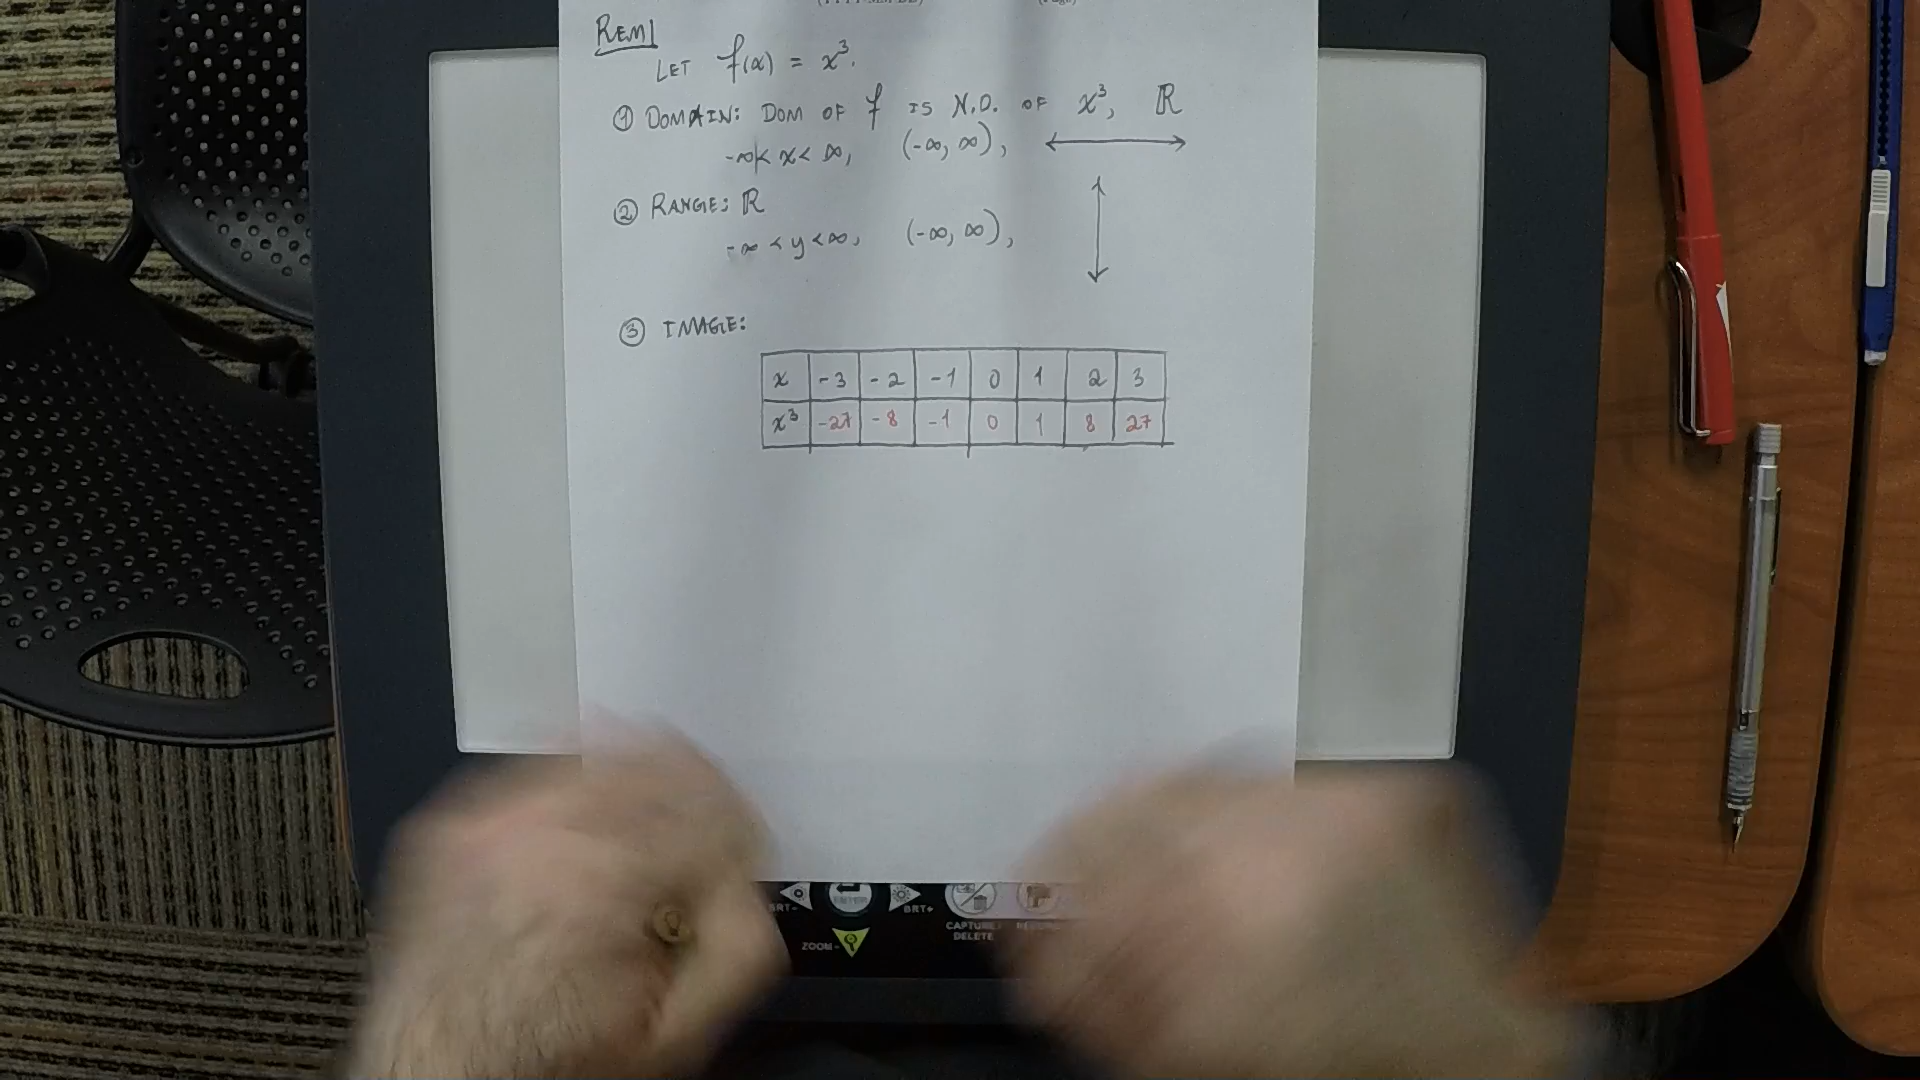 REM|
LET f(x) = x³.
① DOMAIN: DOM OF f IS N.D. OF x³, ℝ
-∞ < x < ∞, (-∞, ∞),
② RANGE: ℝ
-∞ < y < ∞, (-∞, ∞),
③ IMAGE:
x -3 -2 -1 0 1 2 3
x³ -27 -8 -1 0 1 8 27
BRT- ENTER BRT+ CAPTURE
DELETE
ZOOM-